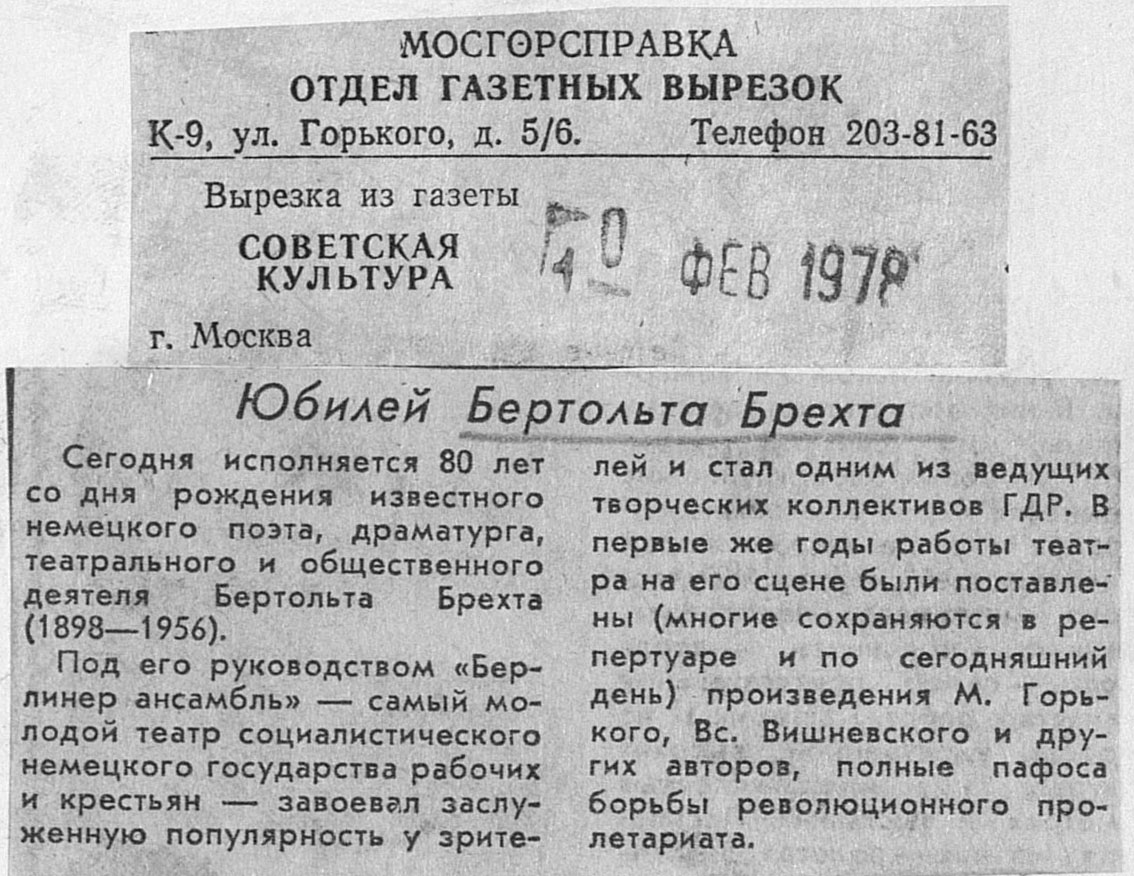 МОСГОРСПРАВКА
ОТДЕЛ ГАЗЕТНЫХ ВЫРЕЗОК
К-9, ул. Горького, д. 5/6. Телефон 203-81-63
Вырезка из газеты
СОВЕТСКАЯ
КУЛЬТУРА
10 ФЕВ 1978
г. Москва
Юбилей Бертольта Брехта
Сегодня исполняется 80 лет
со дня рождения известного
немецкого поэта, драматурга,
театрального и общественного
деятеля Бертольта Брехта
(1898—1956).
Под его руководством «Бер-
линер ансамбль» — самый мо-
лодой театр социалистического
немецкого государства рабочих
и крестьян — завоевал заслу-
женную популярность у зрите-
лей и стал одним из ведущих
творческих коллективов ГДР. В
первые же годы работы теат-
ра на его сцене были поставле-
ны (многие сохраняются в ре-
пертуаре и по сегодняшний
день) произведения М. Горь-
кого, Вс. Вишневского и дру-
гих авторов, полные пафоса
борьбы революционного про-
летариата.